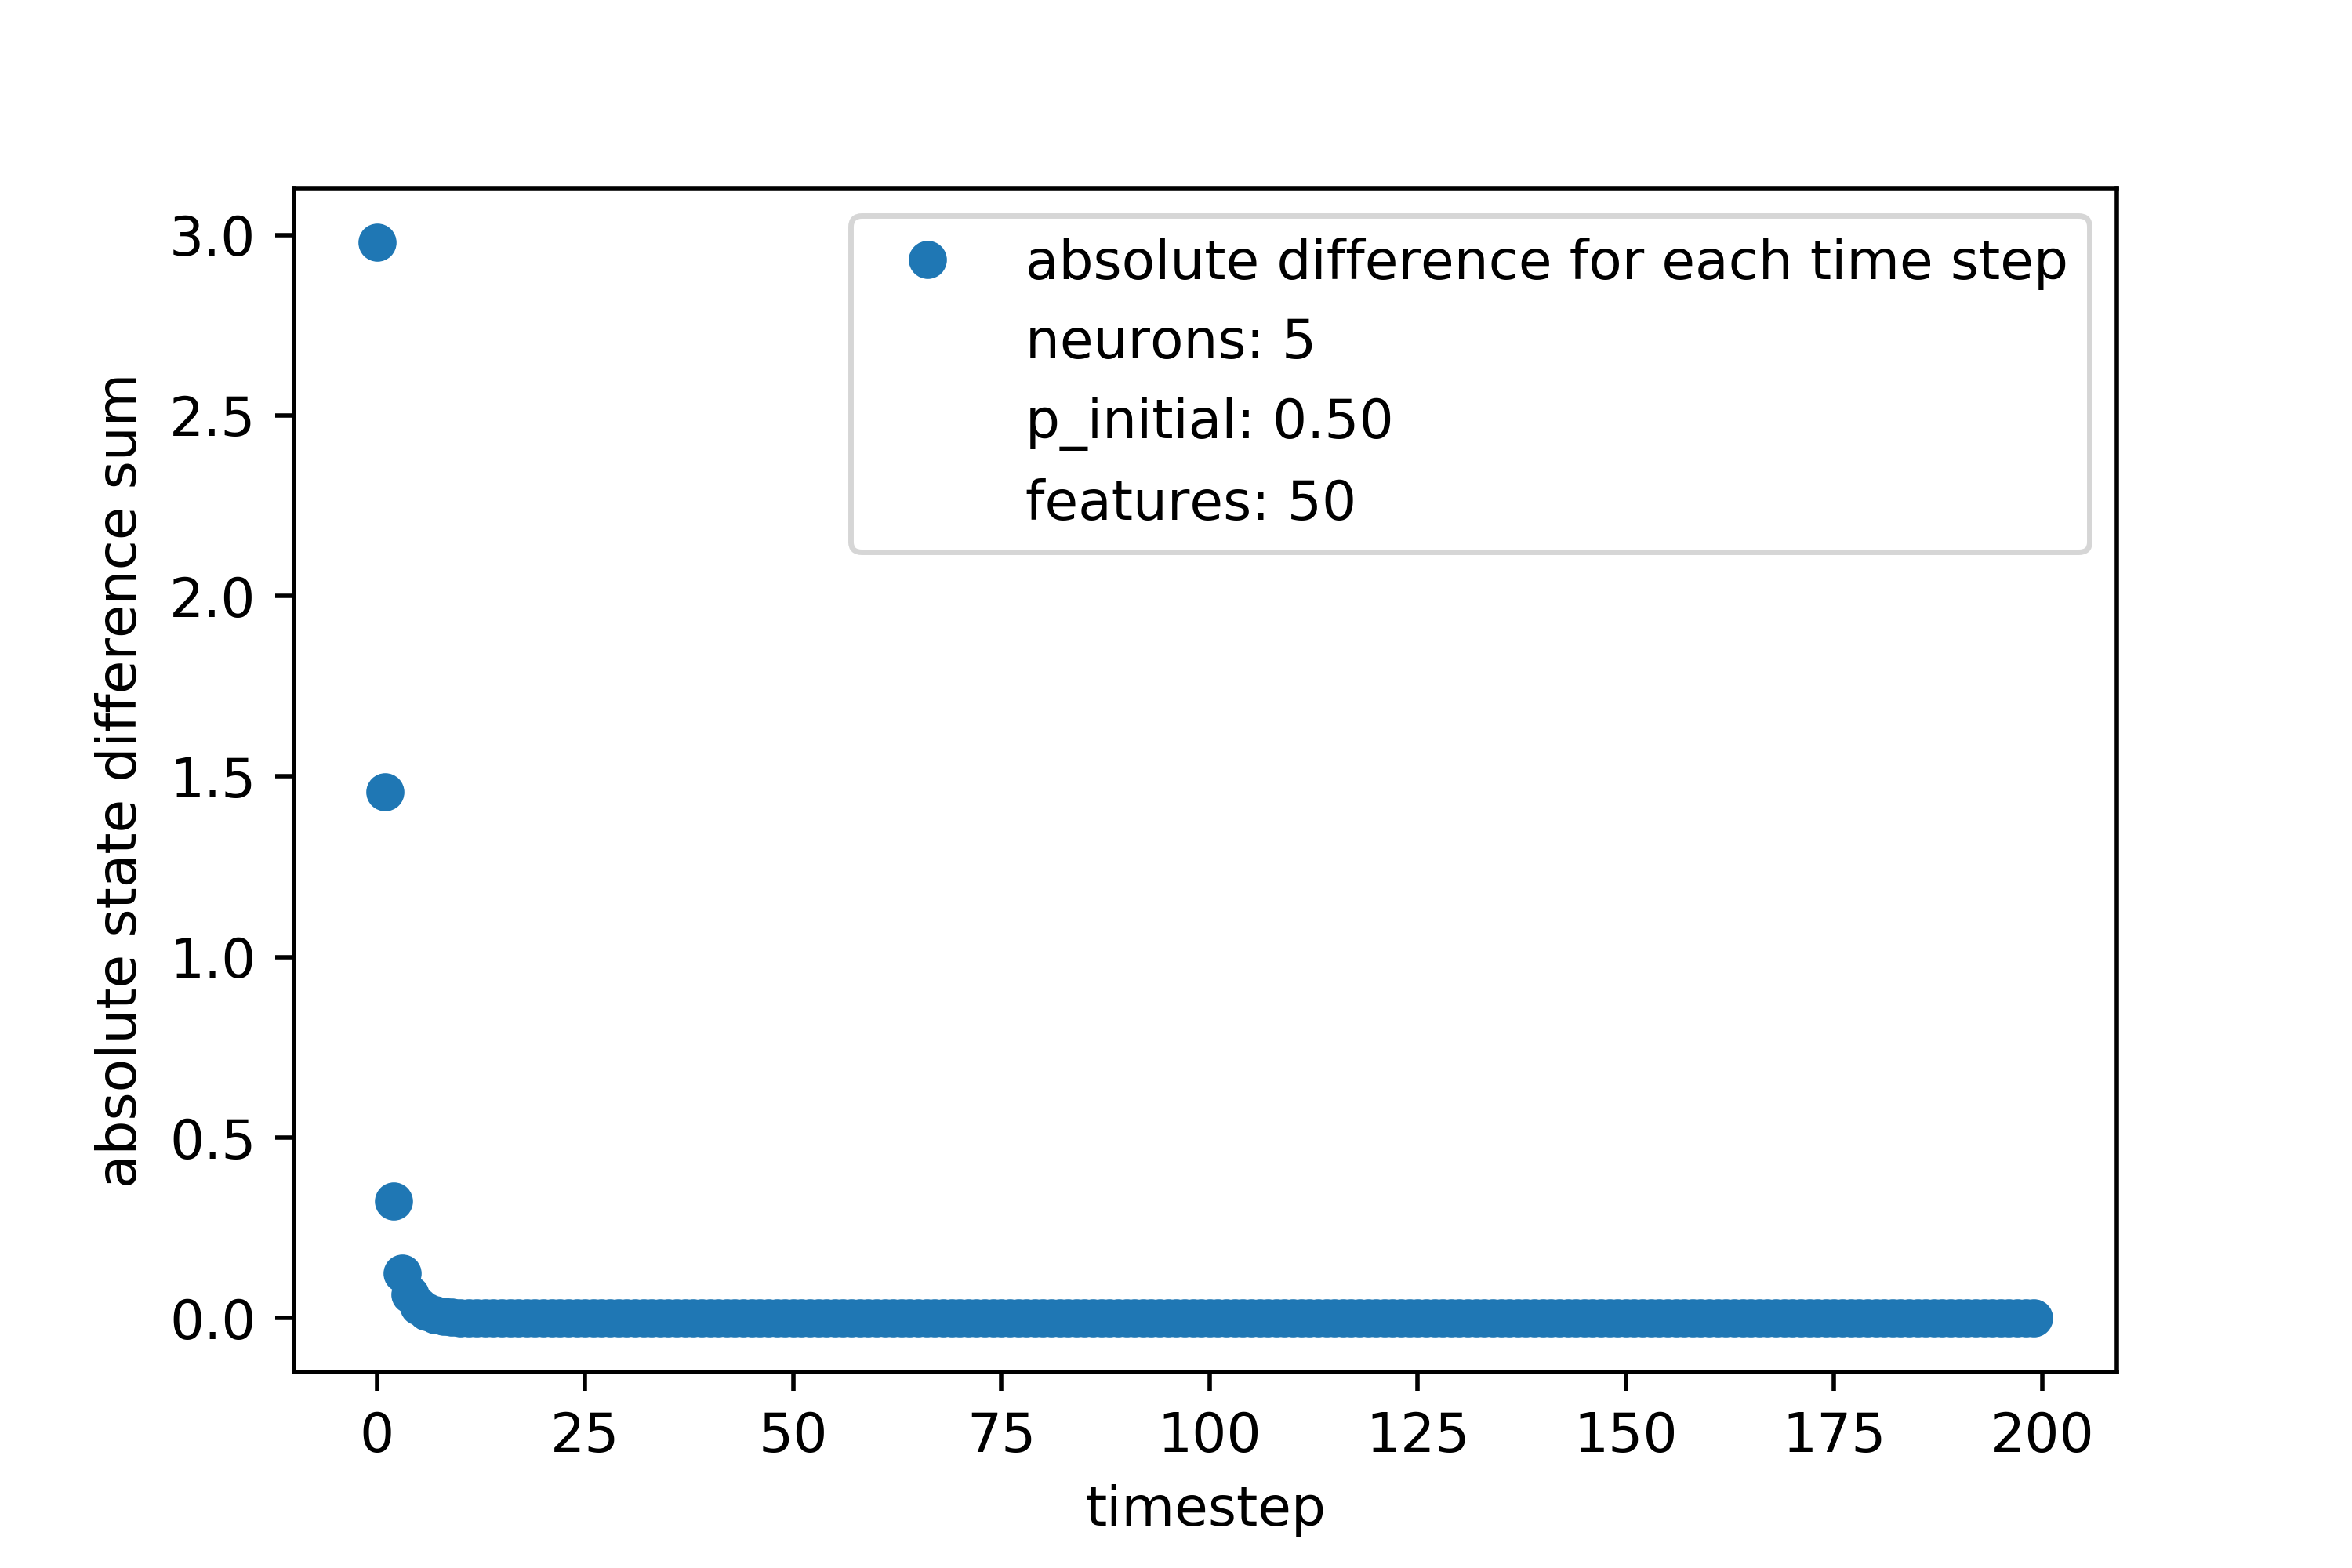 absolute difference for each time step
neurons: 5
p_initial: 0.50
features: 50
absolute state difference sum
3.0
2.5
2.0
1.5
1.0
0.5
0.0
0 25 50 75 100 125 150 175 200
timestep